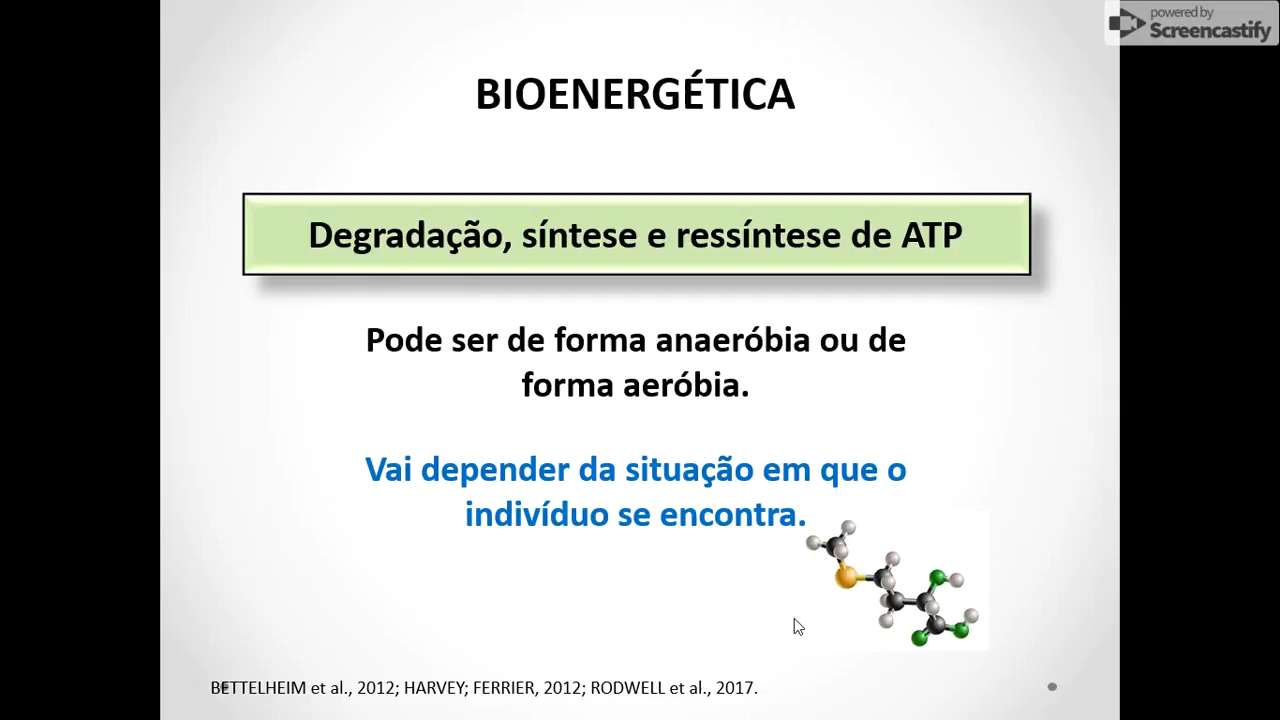 powered by
Screencastify
BIOENERGÉTICA
Degradação, síntese e ressíntese de ATP
Pode ser de forma anaeróbia ou de
forma aeróbia.
Vai depender da situação em que o
indivíduo se encontra.
BETTELHEIM et al., 2012; HARVEY; FERRIER, 2012; RODWELL et al., 2017.